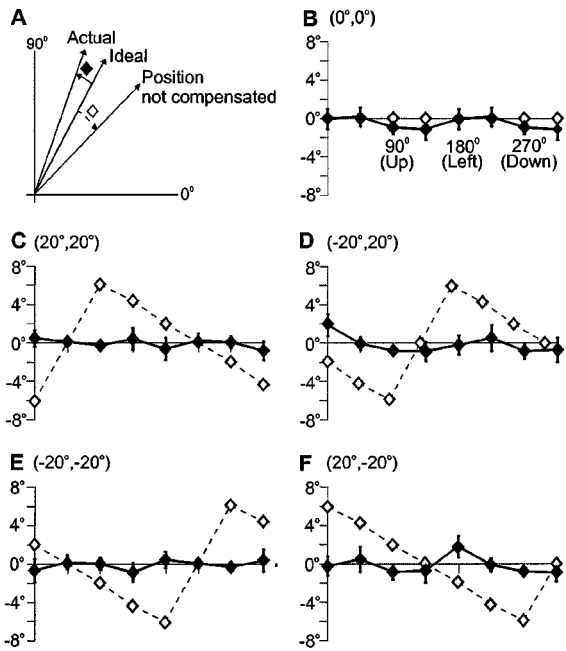 A
90°
Actual
Ideal
Position
not compensated
0°
B (0°,0°)
8°
4°
0°
-4°
-8°
90° 180° 270°
(Up) (Left) (Down)
C (20°,20°)
8°
4°
0°
-4°
-8°
D (-20°,20°)
8°
4°
0°
-4°
-8°
E (-20°,-20°)
8°
4°
0°
-4°
-8°
F (20°,-20°)
8°
4°
0°
-4°
-8°